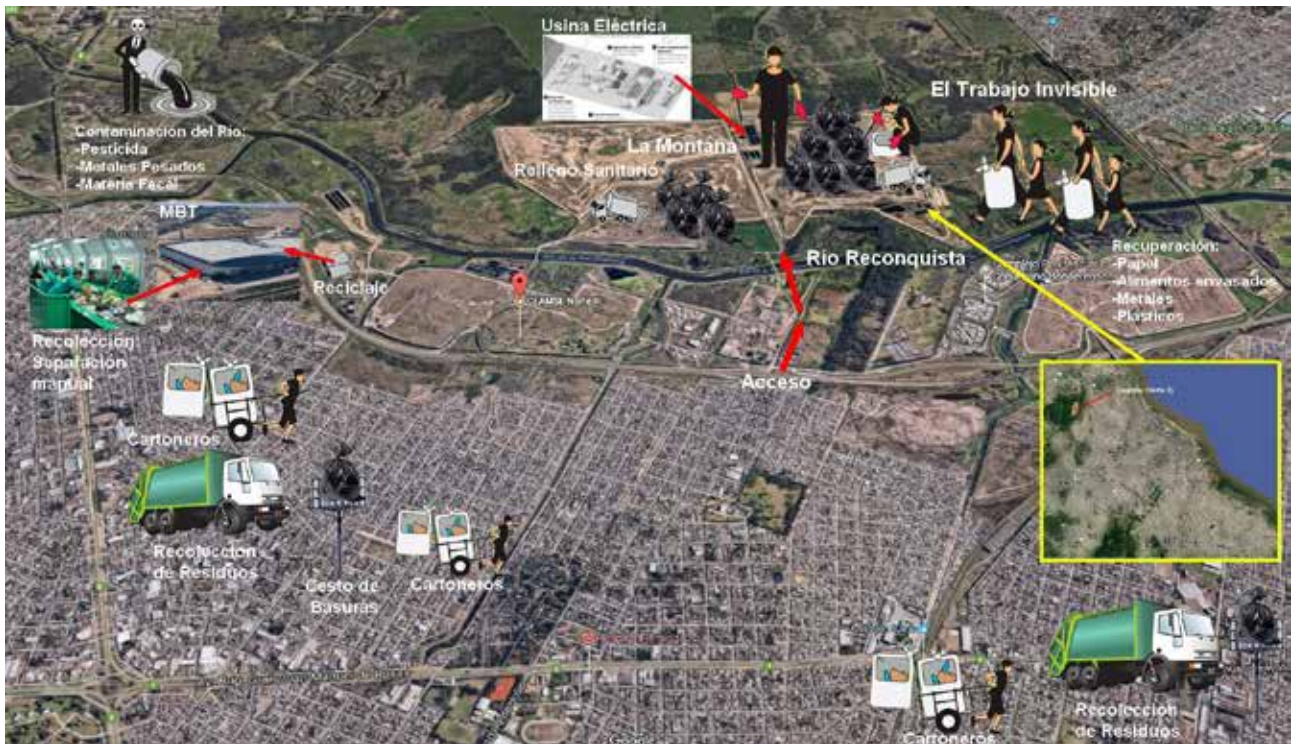 Usina Eléctrica
El Trabajo Invisible
Contaminación del Río:
-Pesticida
-Metales Pesados
-Materia Fecal
La Montaña
Relleno Sanitario
MBT
Reciclaje
Río Reconquista
Recuperación:
-Papel
-Alimentos envasados
-Metales
-Plásticos
Recolección
Separación
manual
Acceso
Cartoneros
Recolección
de Residuos
Cesto de
Basuras
Cartoneros
Cartoneros
Recolección
de Residuos